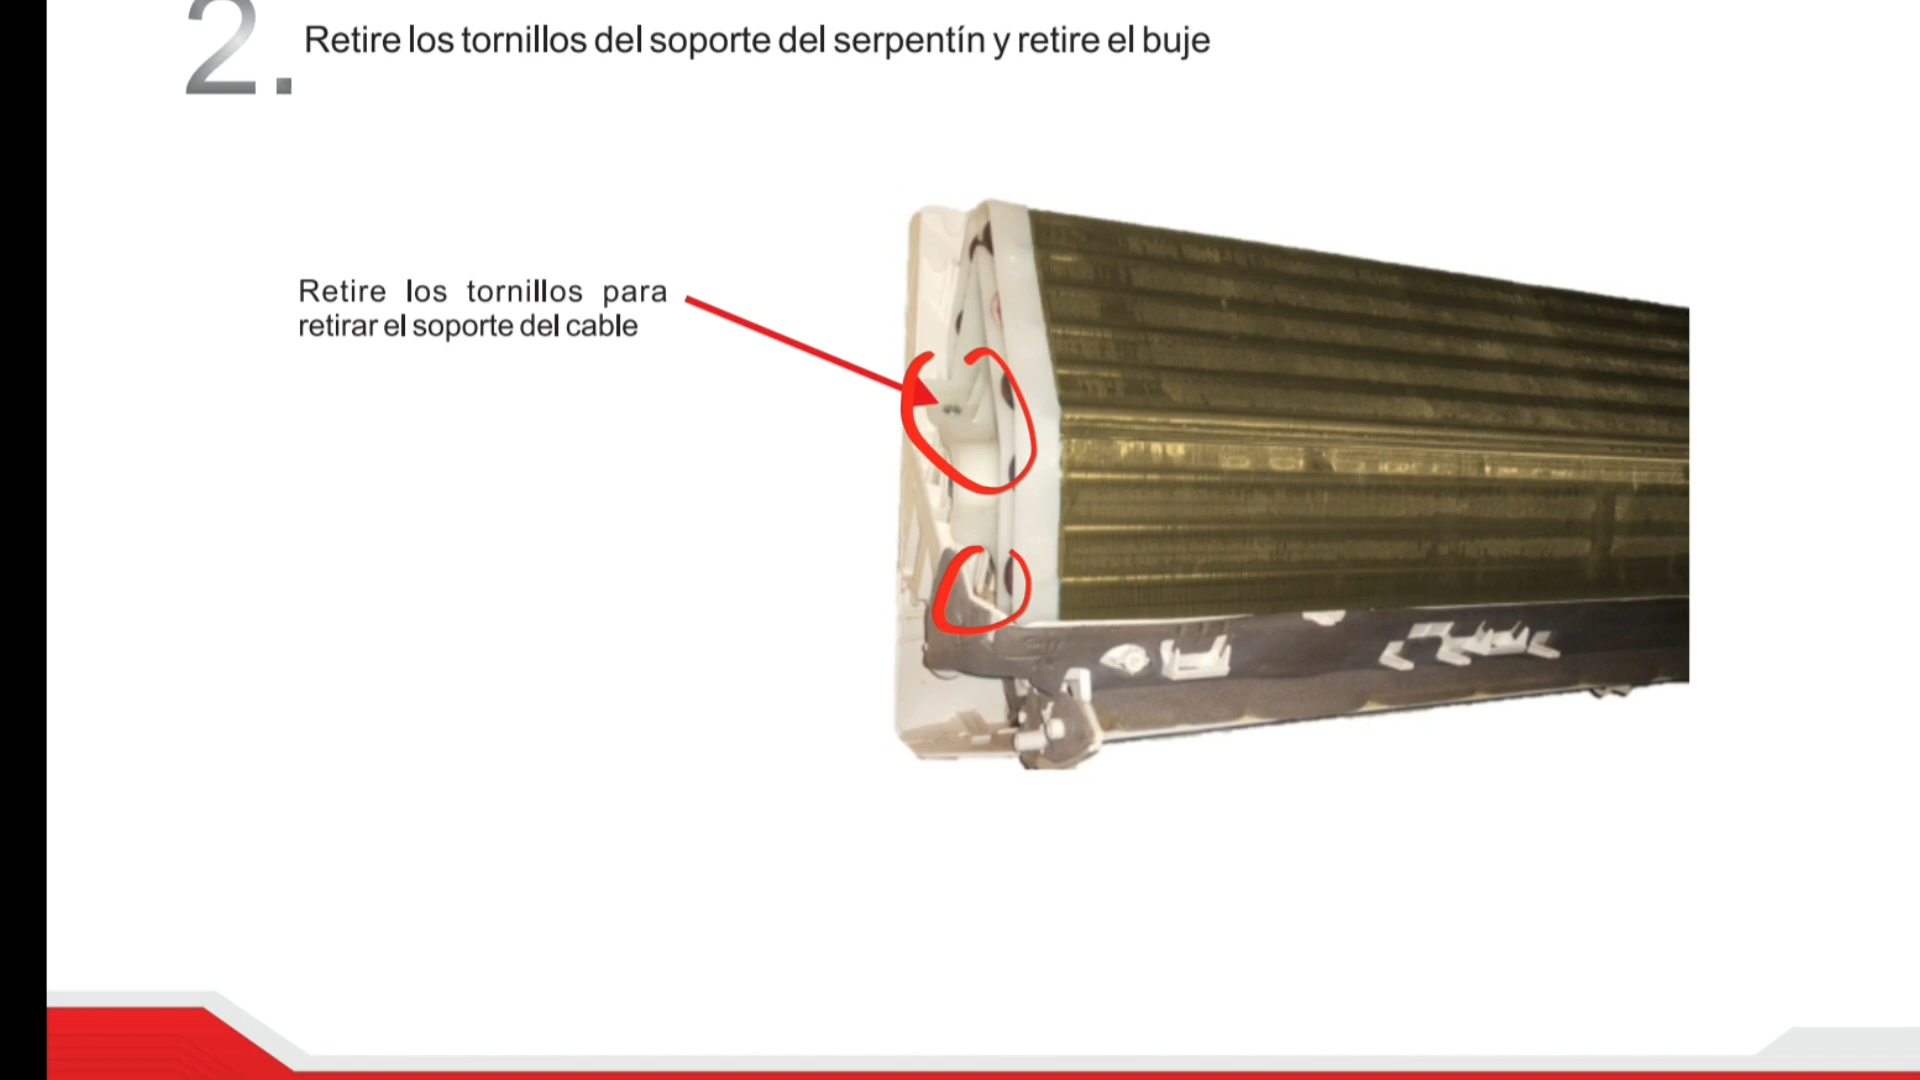 2. Retire los tornillos del soporte del serpentín y retire el buje
Retire los tornillos para
retirar el soporte del cable